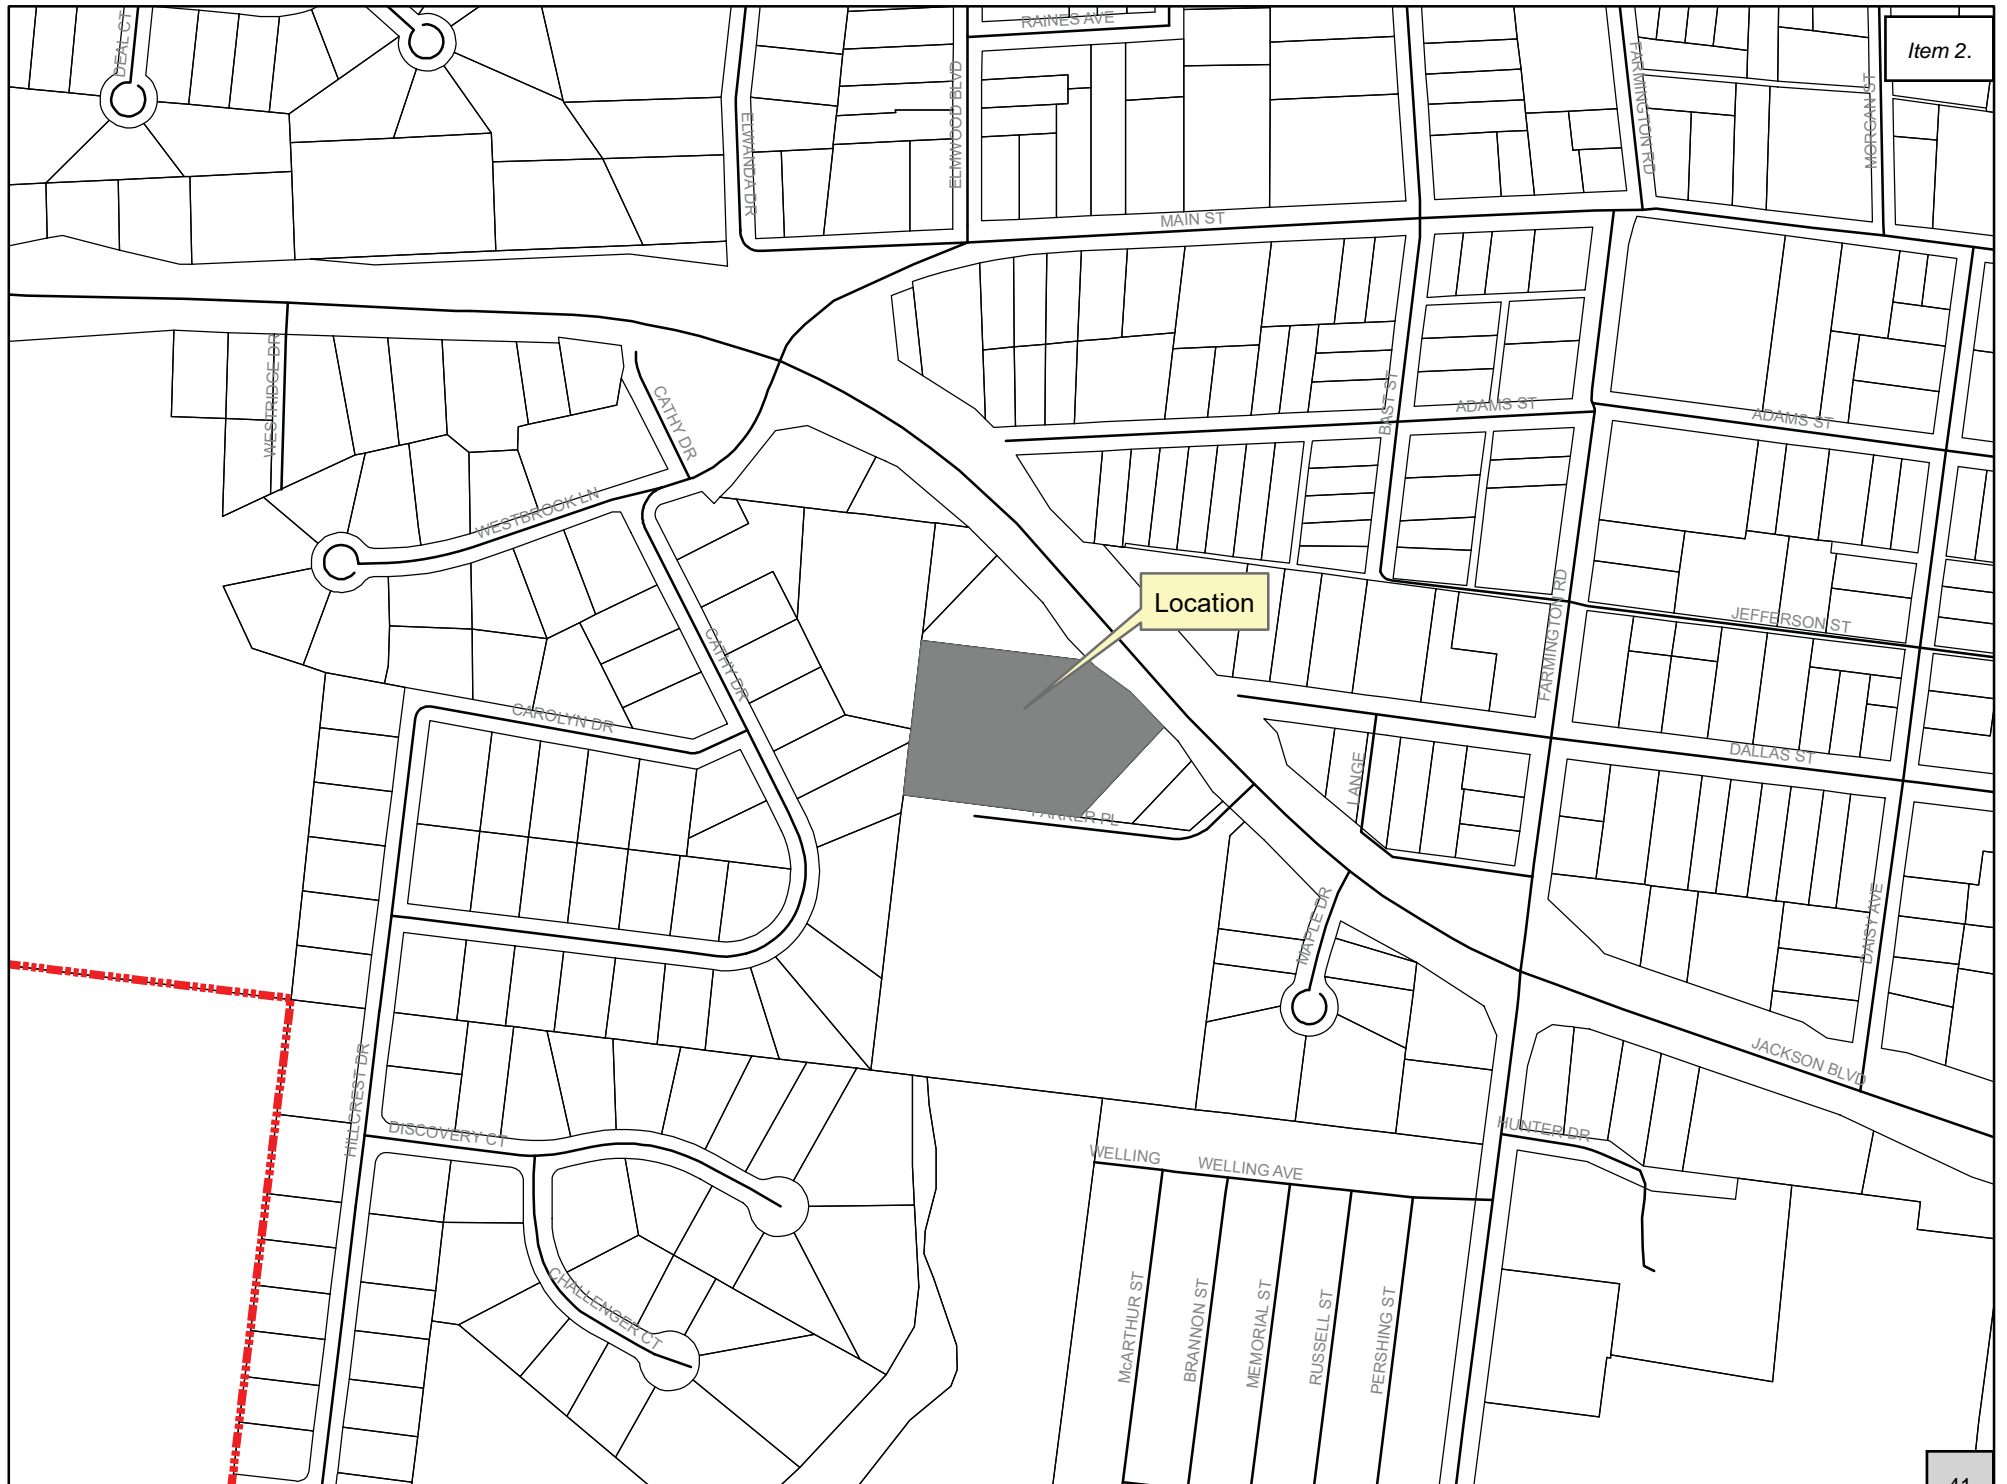 RAINES AVE
Item 2.
DEAL CT
FARMINGTON RD
ELMWOOD BLVD
MORGAN ST
ELWANDA DR
MAIN ST
WESTRIDGE DR
CATHY DR
BAST ST
ADAMS ST
ADAMS ST
WESTBROOK LN
Location
JEFFERSON ST
FARMINGTON RD
CATHY DR
CAROLYN DR
DALLAS ST
LANGE
PARKER PL
MAPLE DR
DAISY AVE
JACKSON BLVD
HILLCREST DR
DISCOVERY CT
HUNTER DR
WELLING
WELLING AVE
CHALLENGER CT
McARTHUR ST
BRANNON ST
MEMORIAL ST
RUSSELL ST
PERSHING ST
41